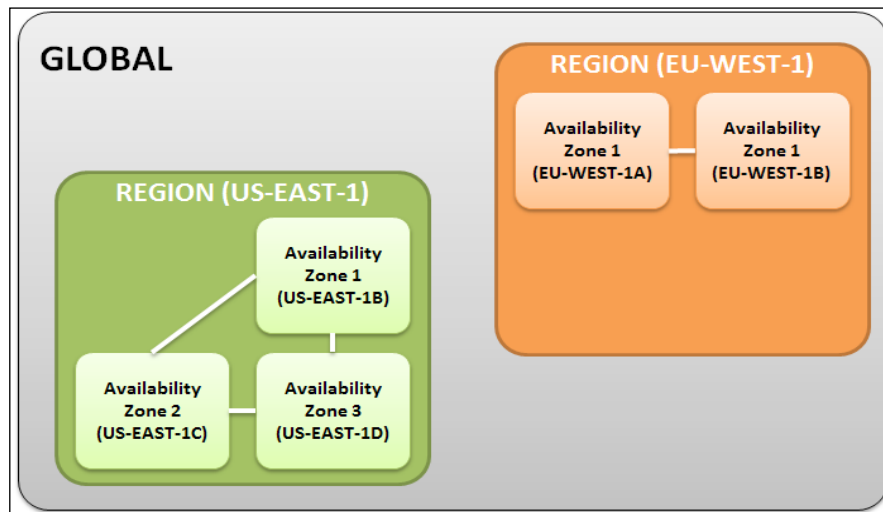 GLOBAL
REGION (EU-WEST-1)
Availability
Zone 1
(EU-WEST-1A)
Availability
Zone 1
(EU-WEST-1B)
REGION (US-EAST-1)
Availability
Zone 1
(US-EAST-1B)
Availability
Zone 2
(US-EAST-1C)
Availability
Zone 3
(US-EAST-1D)